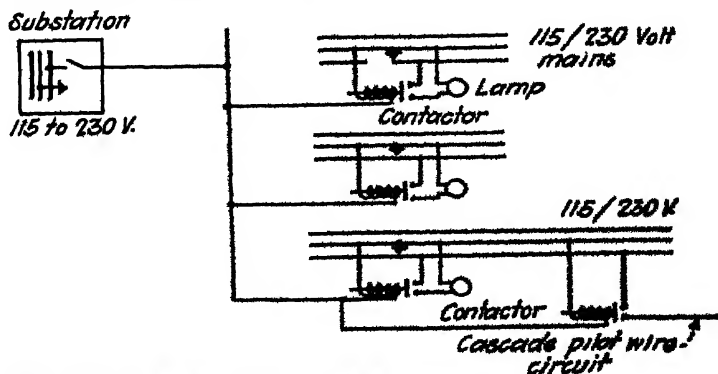 Substation
115 to 230 V.
115/230 Volt
mains
Lamp
Contactor
115/230 V.
Contactor
Cascade pilot wire
circuit